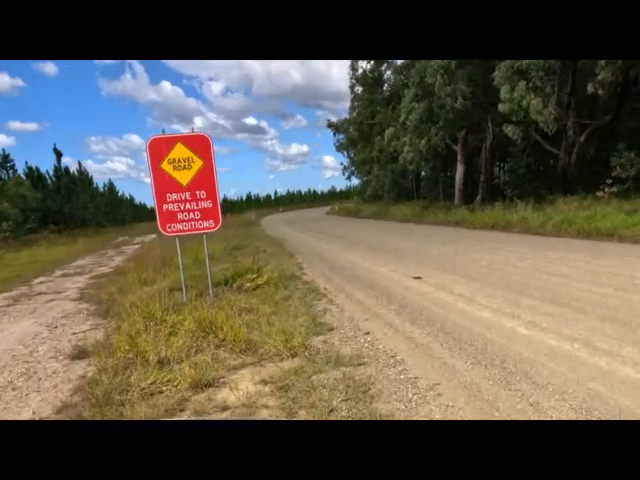 GRAVEL
ROAD
DRIVE TO
PREVAILING
ROAD
CONDITIONS